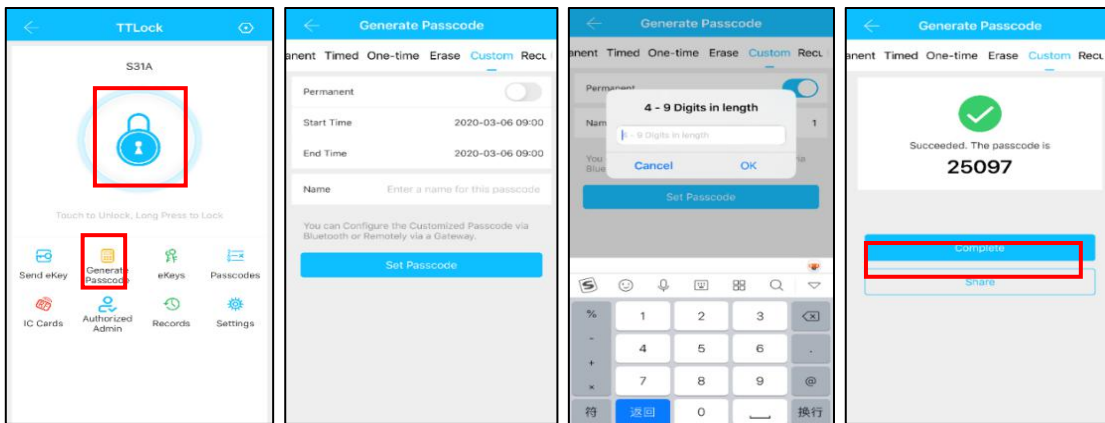 TTLock
S31A
Touch to Unlock, Long Press to Lock
Send eKey
Generate
Passcode
eKeys
Passcodes
IC Cards
Authorized
Admin
Records
Settings
Generate Passcode
anent Timed One-time Erase Custom Recu
Permanent
Start Time 2020-03-06 09:00
End Time 2020-03-06 09:00
Name Enter a name for this passcode
You can Configure the Customized Passcode via
Bluetooth or Remotely via a Gateway.
Set Passcode
Generate Passcode
anent Timed One-time Erase Custom Recu
Permanent
Name 1
4 - 9 Digits in length
4 - 9 Digits in length
Cancel OK
You via
Blue
Set Passcode
% 1 2 3
- 4 5 6 .
+
× 7 8 9 @
符 返回 0 换行
Generate Passcode
anent Timed One-time Erase Custom Recu
Succeeded. The passcode is
25097
Complete
Share